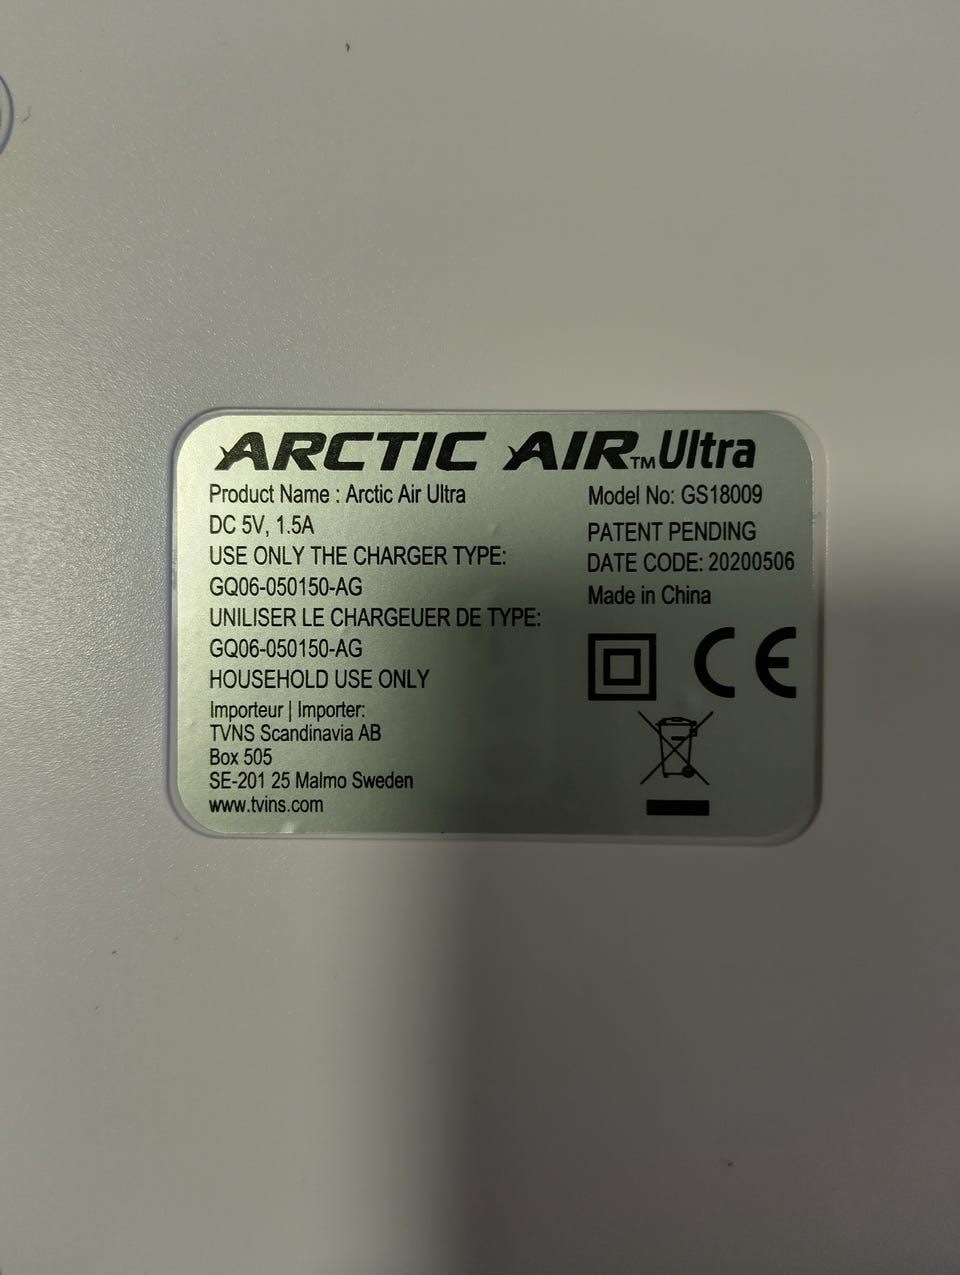 ARCTIC AIR™ Ultra
Product Name : Arctic Air Ultra
DC 5V, 1.5A
USE ONLY THE CHARGER TYPE:
GQ06-050150-AG
UNILISER LE CHARGEUER DE TYPE:
GQ06-050150-AG
HOUSEHOLD USE ONLY
Importeur | Importer:
TVNS Scandinavia AB
Box 505
SE-201 25 Malmo Sweden
www.tvins.com
Model No: GS18009
PATENT PENDING
DATE CODE: 20200506
Made in China
CE